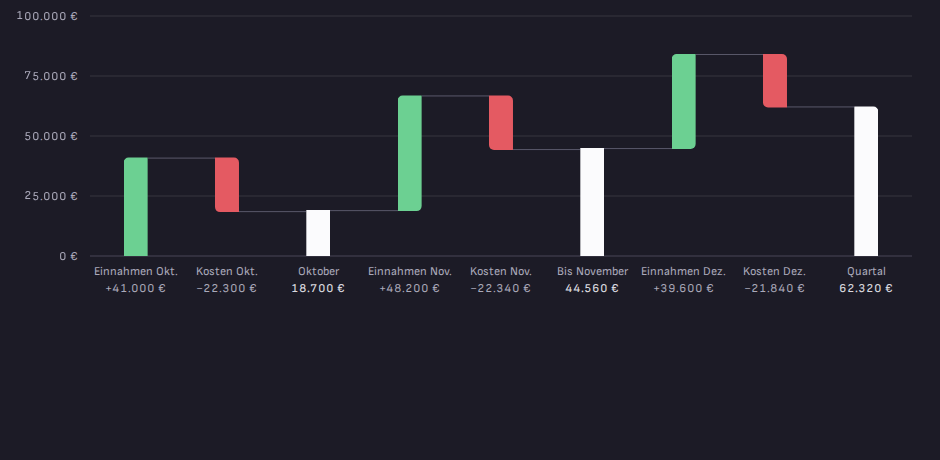 100.000 €
75.000 €
50.000 €
25.000 €
0 €
Einnahmen Okt. Kosten Okt. Oktober Einnahmen Nov. Kosten Nov. Bis November Einnahmen Dez. Kosten Dez. Quartal
+41.000 € −22.300 € 18.700 € +48.200 € −22.340 € 44.560 € +39.600 € −21.840 € 62.320 €